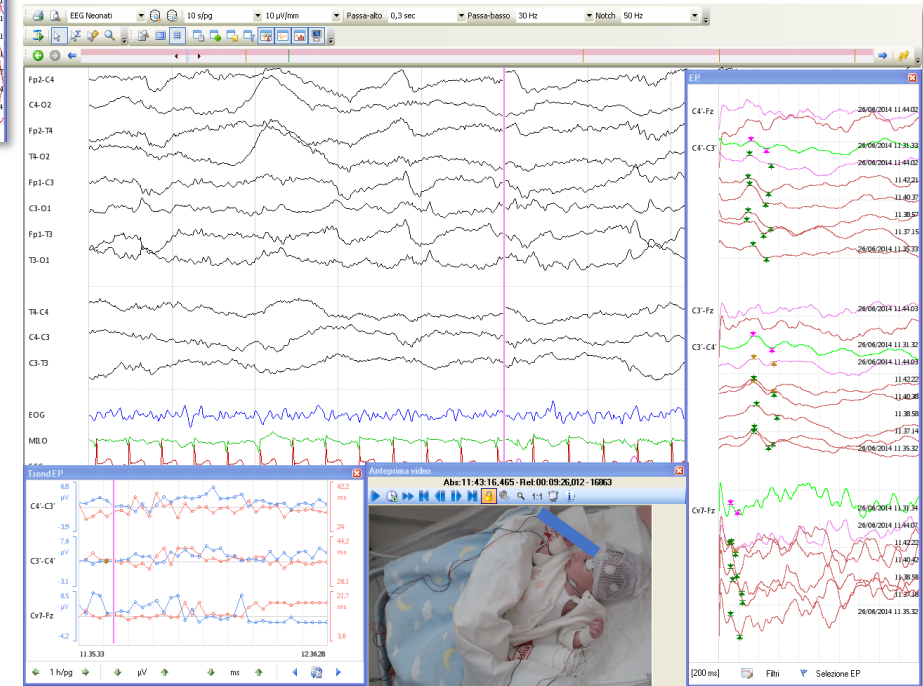 EEG Neonati 10 s/pg 10 µV/mm Passa-alto 0,3 sec Passa-basso 30 Hz Notch 50 Hz
Fp2-C4
C4-O2
Fp2-T4
T4-O2
Fp1-C3
C3-O1
Fp1-T3
T3-O1
T4-C4
C4-C3
C3-T3
EOG
MILO
EP
C4'-Fz
26/06/2014 11.44.02
C4'-C3'
26/06/2014 11.31.33
26/06/2014 11.44.02
11.42.21
11.40.37
11.38.57
11.37.15
26/06/2014 11.35.33
C3'-Fz
26/06/2014 11.44.03
C3'-C4'
26/06/2014 11.31.32
26/06/2014 11.44.03
11.42.22
11.40.38
11.38.58
11.37.14
26/06/2014 11.35.32
Cv7-Fz
26/06/2014 11.31.34
26/06/2014 11.44.07
11.42.22
11.40.42
11.38.59
26/06/2014 11.35.32
[200 ms] Filtri Selezione EP
Trend EP
6,8 42,2
µV ms
C4'-C3'
-3,9 24
7,6 44,2
µV ms
C3'-C4'
-3,1 26,1
6,5 21,7
µV ms
Cv7-Fz
-4,2 3,6
11.35.33 12.36.28
1 h/pg µV ms
Anteprima video
Abs:11:43:16,465 - Rel:00:09:26,012 - 16863
1:1